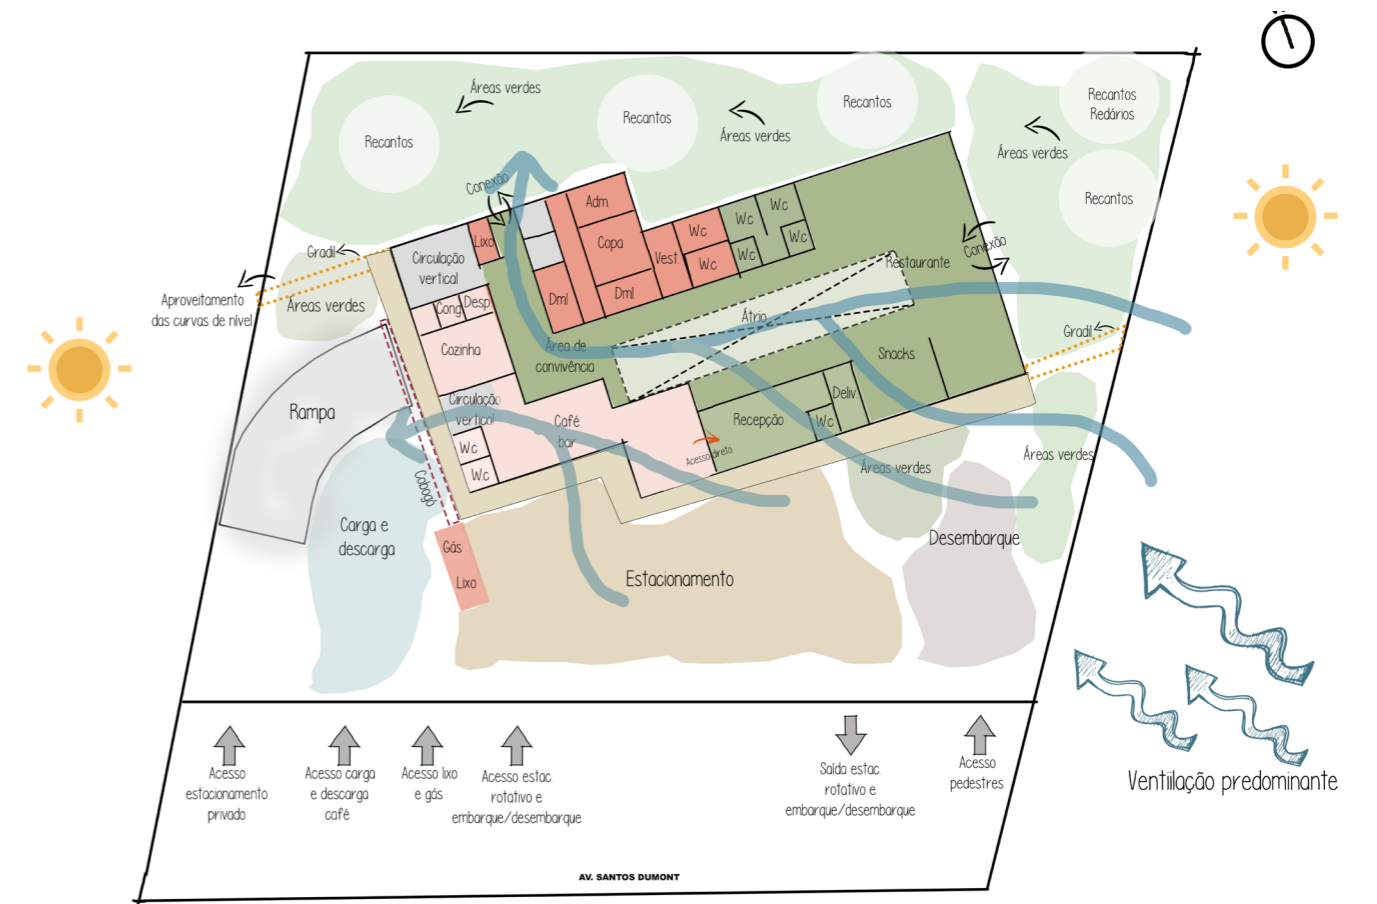 Áreas verdes
Recantos
Recantos
Recantos
Áreas verdes
Recantos
Redários
Áreas verdes
Recantos
Conexão
Adm
Copa
Lixo
Circulação
vertical
Dml
Dml
Vest.
Wc
Wc
Wc
Wc
Wc
Wc
Restaurante
Conexão
Gradil
Áreas verdes
Aproveitamento
das curvas de nível
Cong
Desp
Cozinha
Área de
convivência
Átrio
Snacks
Gradil
Rampa
Circulação
vertical
Café
bar
Wc
Wc
Recepção
Deliv
Wc
Acesso direto
Áreas verdes
Áreas verdes
Cobogó
Carga e
descarga
Gás
Lixo
Estacionamento
Desembarque
Ventiilação predominante
Acesso
estacionamento
privado
Acesso carga
e descarga
café
Acesso lixo
e gás
Acesso estac.
rotativo e
embarque/desembarque
Saída estac.
rotativo e
embarque/desembarque
Acesso
pedestres
AV. SANTOS DUMONT